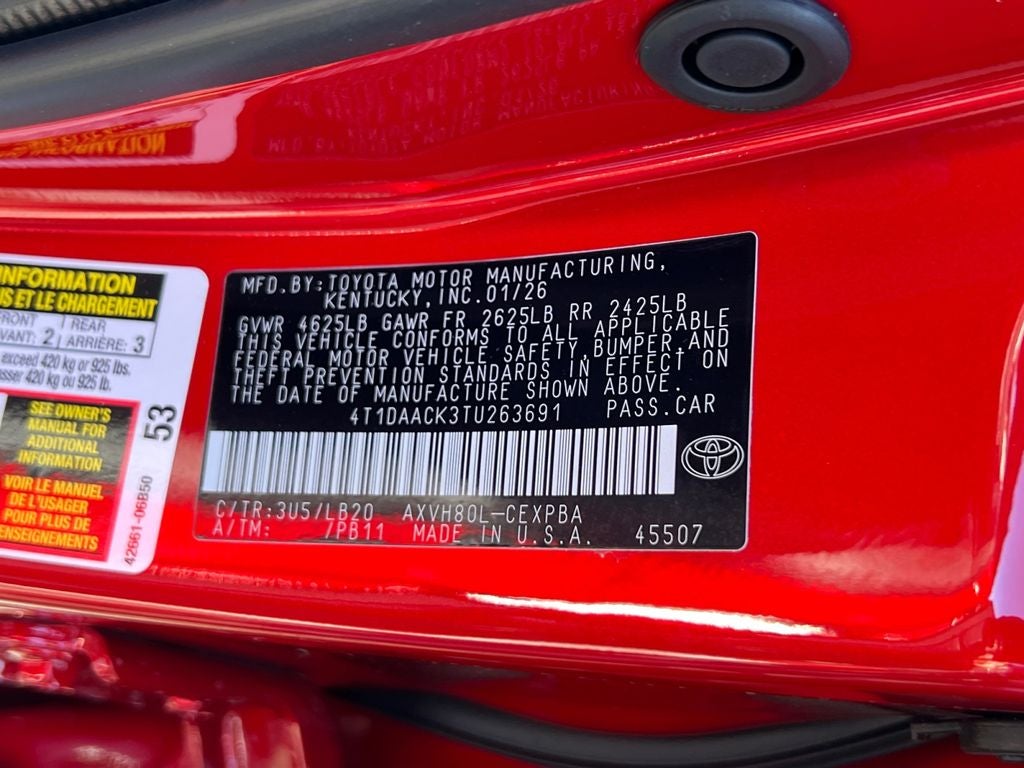 MFD.BY:TOYOTA MOTOR MANUFACTURING,
KENTUCKY, INC.01/26
GVWR 4625LB GAWR FR 2625LB RR 2425LB
THIS VEHICLE CONFORMS TO ALL APPLICABLE
FEDERAL MOTOR VEHICLE SAFETY,BUMPER,AND
THEFT PREVENTION STANDARDS IN EFFECT ON
THE DATE OF MANUFACTURE SHOWN ABOVE.
4T1DAACK3TU263691 PASS.CAR
C/TR:3U5/LB20 AXVH80L-CEXPBA
A/TM: /PB11 MADE IN U.S.A. 45507
INFORMATION
ET LE CHARGEMENT
FRONT REAR
AVANT: 2 ARRIÈRE: 3
exceed 420 kg or 925 lbs.
420 kg ou 925 lb.
SEE OWNER'S
MANUAL FOR
ADDITIONAL
INFORMATION
VOIR LE MANUEL
DE L'USAGER
POUR PLUS DE
RENSEIGNEMENTS
53
42661-06B50